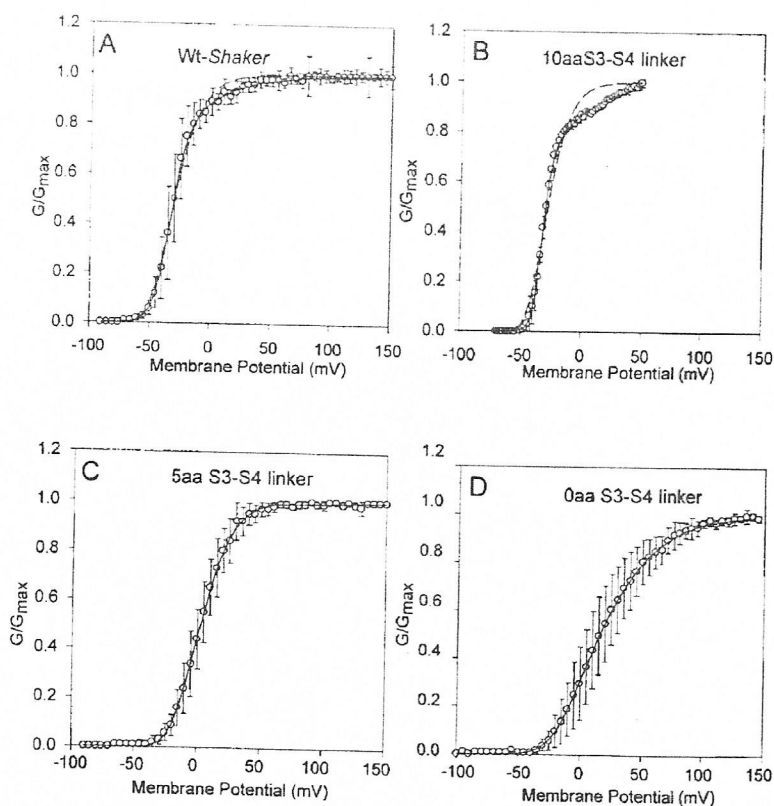 A
Wt-Shaker
1.2
1.0
0.8
0.6
0.4
0.2
0.0
G/Gmax
-100 -50 0 50 100 150
Membrane Potential (mV)
B
10aaS3-S4 linker
1.2
1.0
0.8
0.6
0.4
0.2
0.0
G/Gmax
-100 -50 0 50 100 150
Membrane Potential (mV)
C
5aa S3-S4 linker
1.2
1.0
0.8
0.6
0.4
0.2
0.0
G/Gmax
-100 -50 0 50 100 150
Membrane Potential (mV)
D
0aa S3-S4 linker
1.2
1.0
0.8
0.6
0.4
0.2
0.0
G/Gmax
-100 -50 0 50 100 150
Membrane Potential (mV)